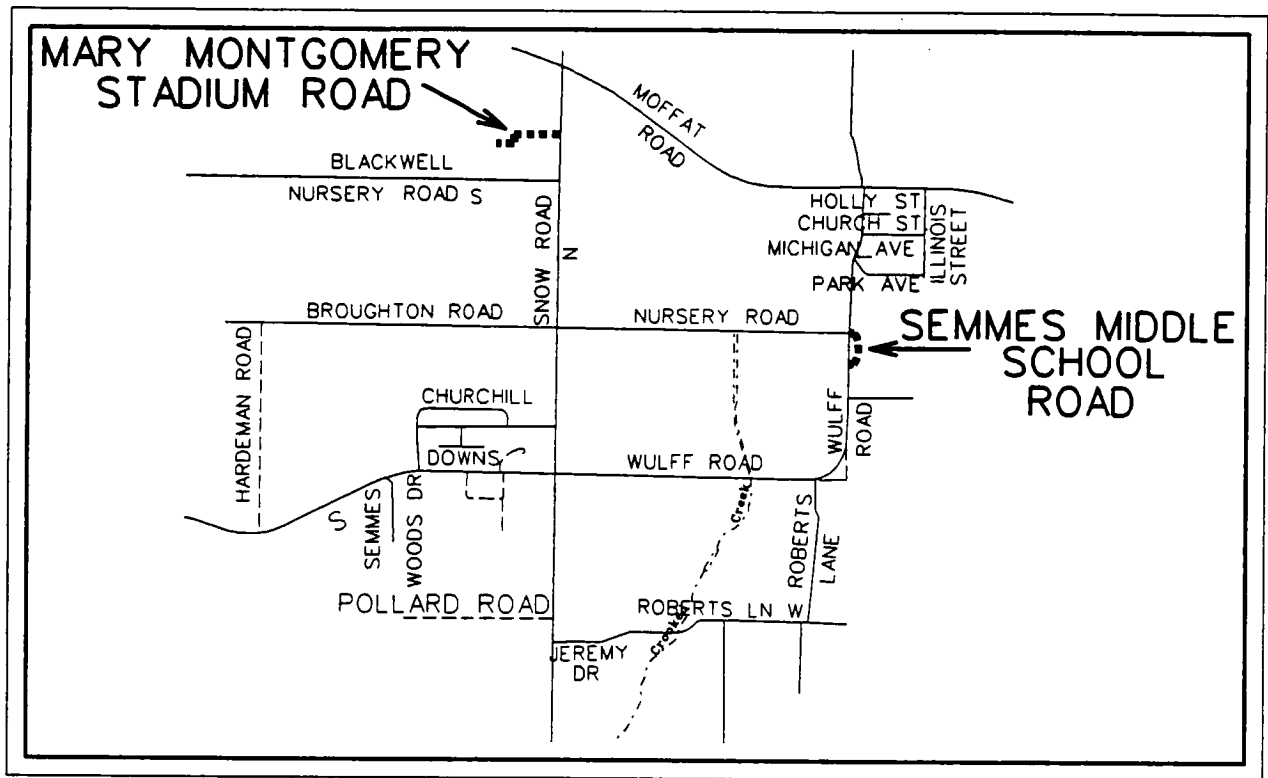 MARY MONTGOMERY
STADIUM ROAD
MOFFAT
ROAD
BLACKWELL
NURSERY ROAD S
SNOW ROAD
N
HOLLY ST
CHURCH ST
MICHIGAN AVE
PARK AVE
ILLINOIS
STREET
BROUGHTON ROAD
NURSERY ROAD
SEMMES MIDDLE
SCHOOL
ROAD
HARDEMAN ROAD
CHURCHILL
DOWNS
WULFF ROAD
WULFF
ROAD
S
SEMMES
WOODS DR
Creek
ROBERTS
LANE
POLLARD ROAD
ROBERTS LN W
Crooked
JEREMY
DR